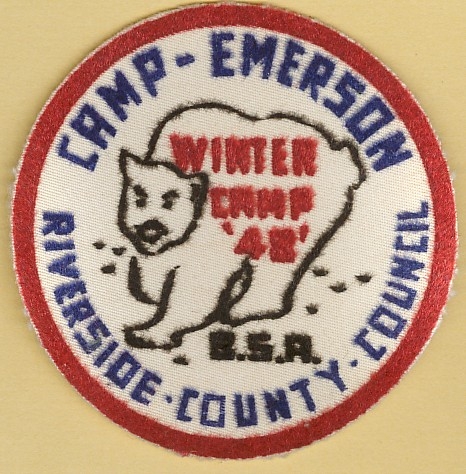 CAMP-EMERSON
WINTER
CAMP
'48'
B.S.A.
RIVERSIDE·COUNTY·COUNCIL